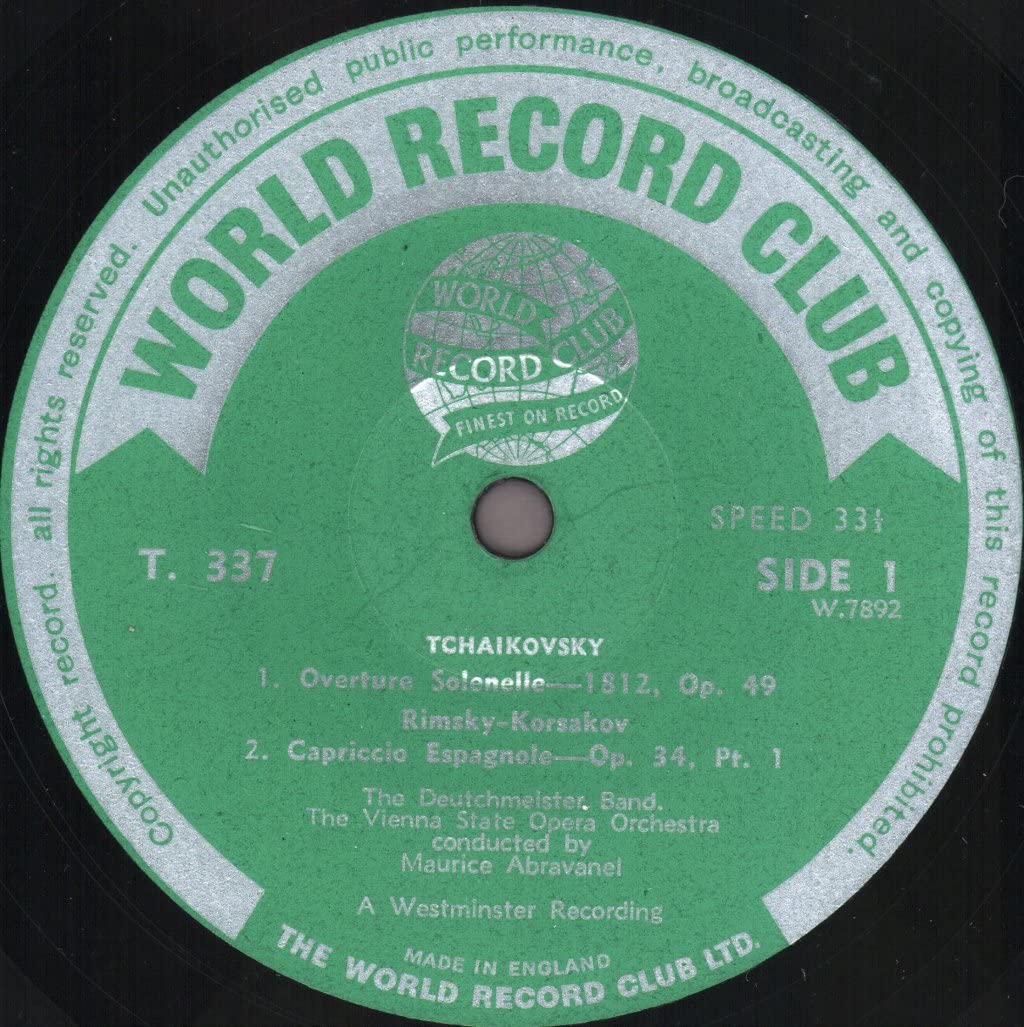 Copyright record. all rights reserved. Unauthorised public performance, broadcasting and copying of this record prohibited.
WORLD RECORD CLUB
WORLD
RECORD CLUB
FINEST ON RECORD
SPEED 33⅓
T. 337
SIDE 1
W.7892
TCHAIKOVSKY
1. Overture Solenelle—1812, Op. 49
Rimsky-Korsakov
2. Capriccio Espagnole—Op. 34, Pt. 1
The Deutchmeister Band.
The Vienna State Opera Orchestra
conducted by
Maurice Abravanel
A Westminster Recording
MADE IN ENGLAND
THE WORLD RECORD CLUB LTD.